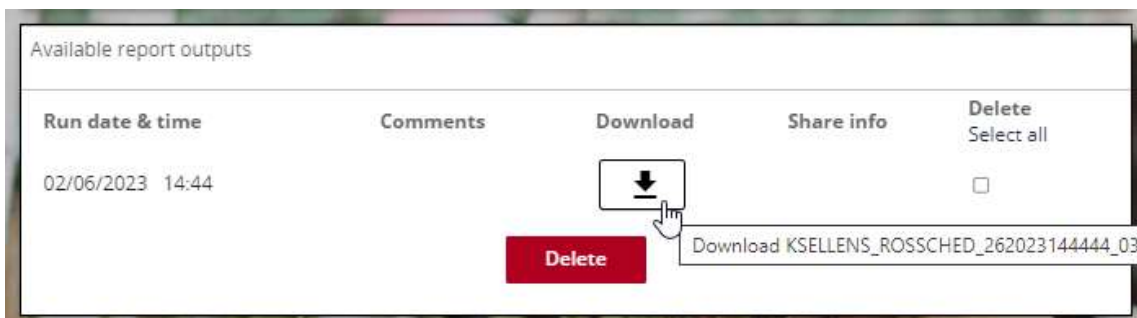 Available report outputs
Run date & time Comments Download Share info Delete
Select all
02/06/2023 14:44
Delete
Download KSELLENS_ROSSCHED_262023144444_03